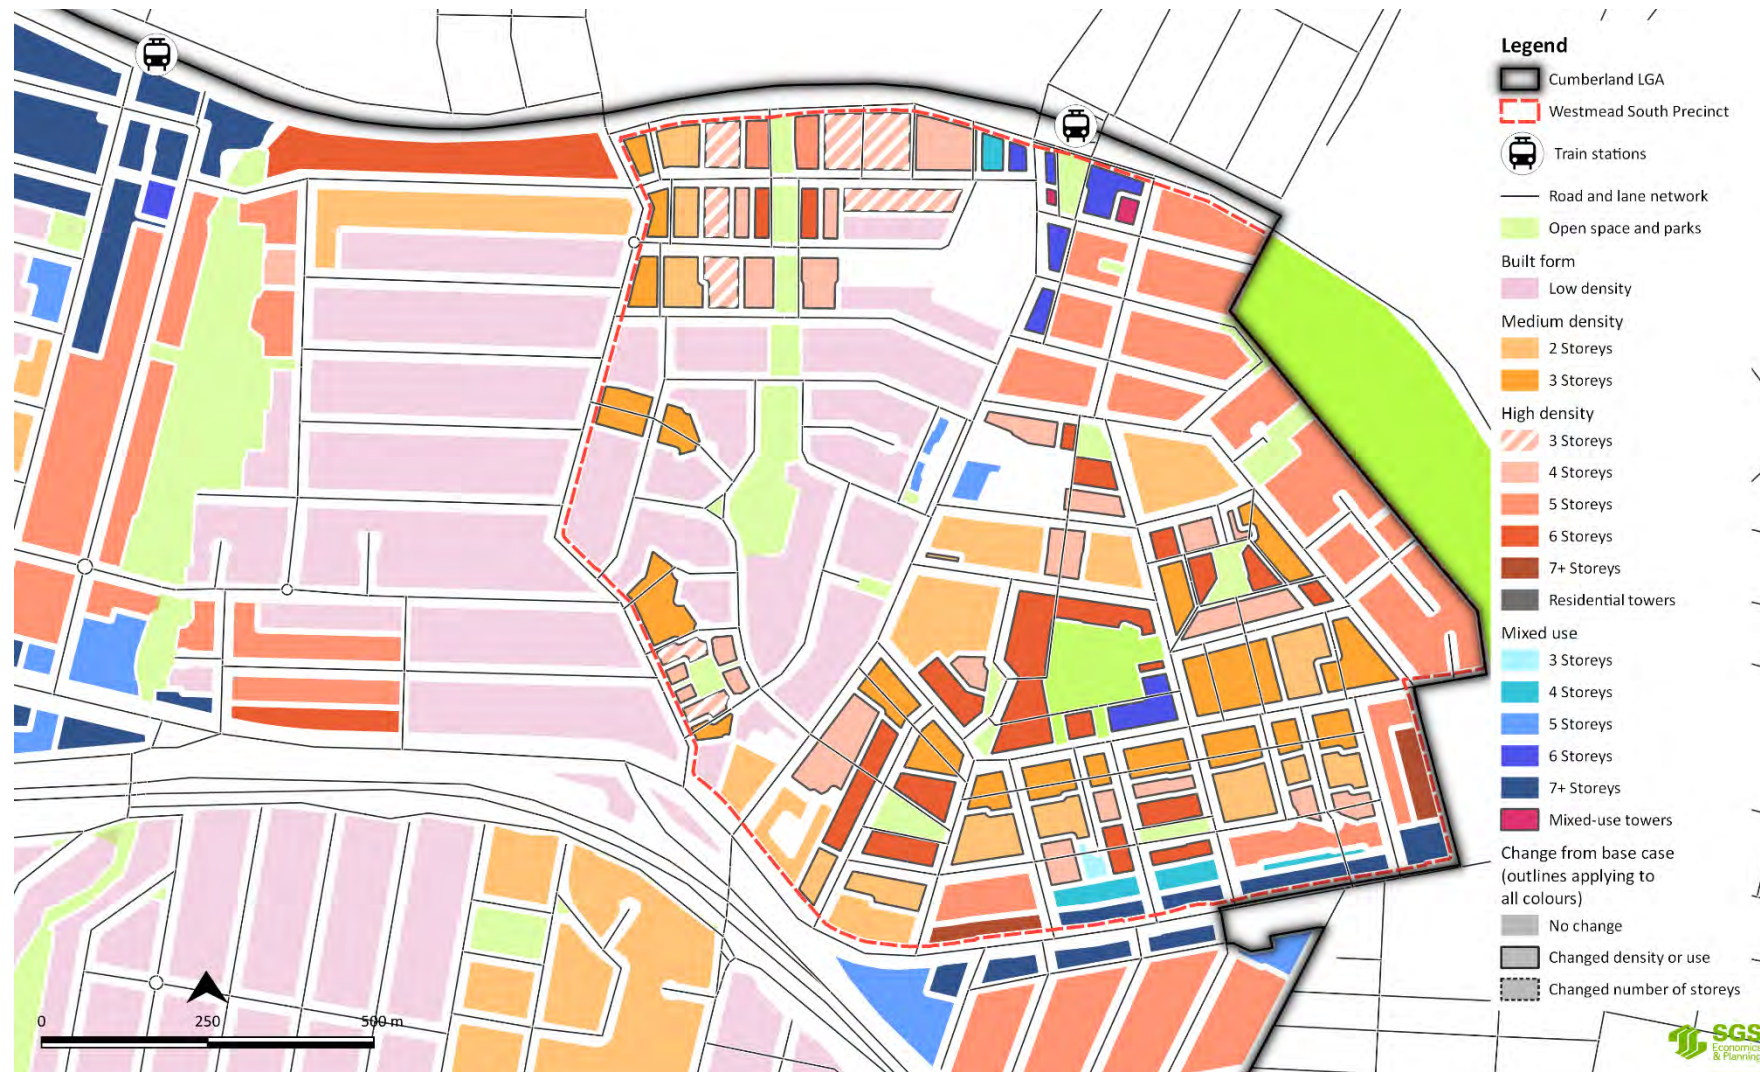 Legend
Cumberland LGA
Westmead South Precinct
Train stations
Road and lane network
Open space and parks
Built form
Low density
Medium density
2 Storeys
3 Storeys
High density
3 Storeys
4 Storeys
5 Storeys
6 Storeys
7+ Storeys
Residential towers
Mixed use
3 Storeys
4 Storeys
5 Storeys
6 Storeys
7+ Storeys
Mixed-use towers
Change from base case
(outlines applying to
all colours)
No change
Changed density or use
Changed number of storeys
0 250 500 m
SGS
Economics
& Planning